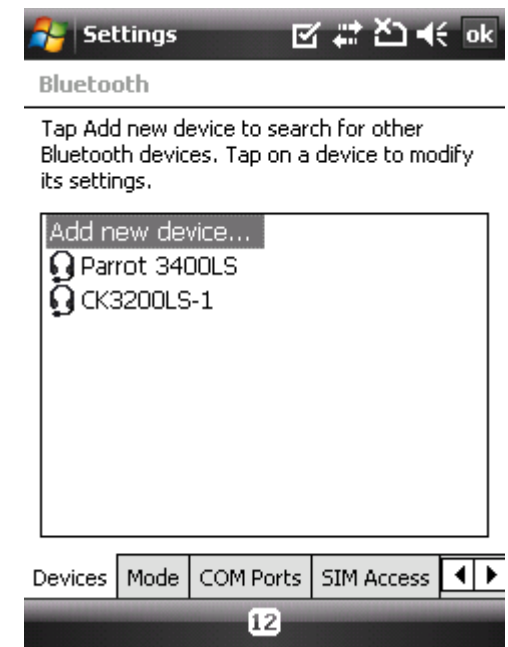 Settings
ok
Bluetooth
Tap Add new device to search for other
Bluetooth devices. Tap on a device to modify
its settings.
Add new device...
Parrot 3400LS
CK3200LS-1
Devices
Mode
COM Ports
SIM Access
12